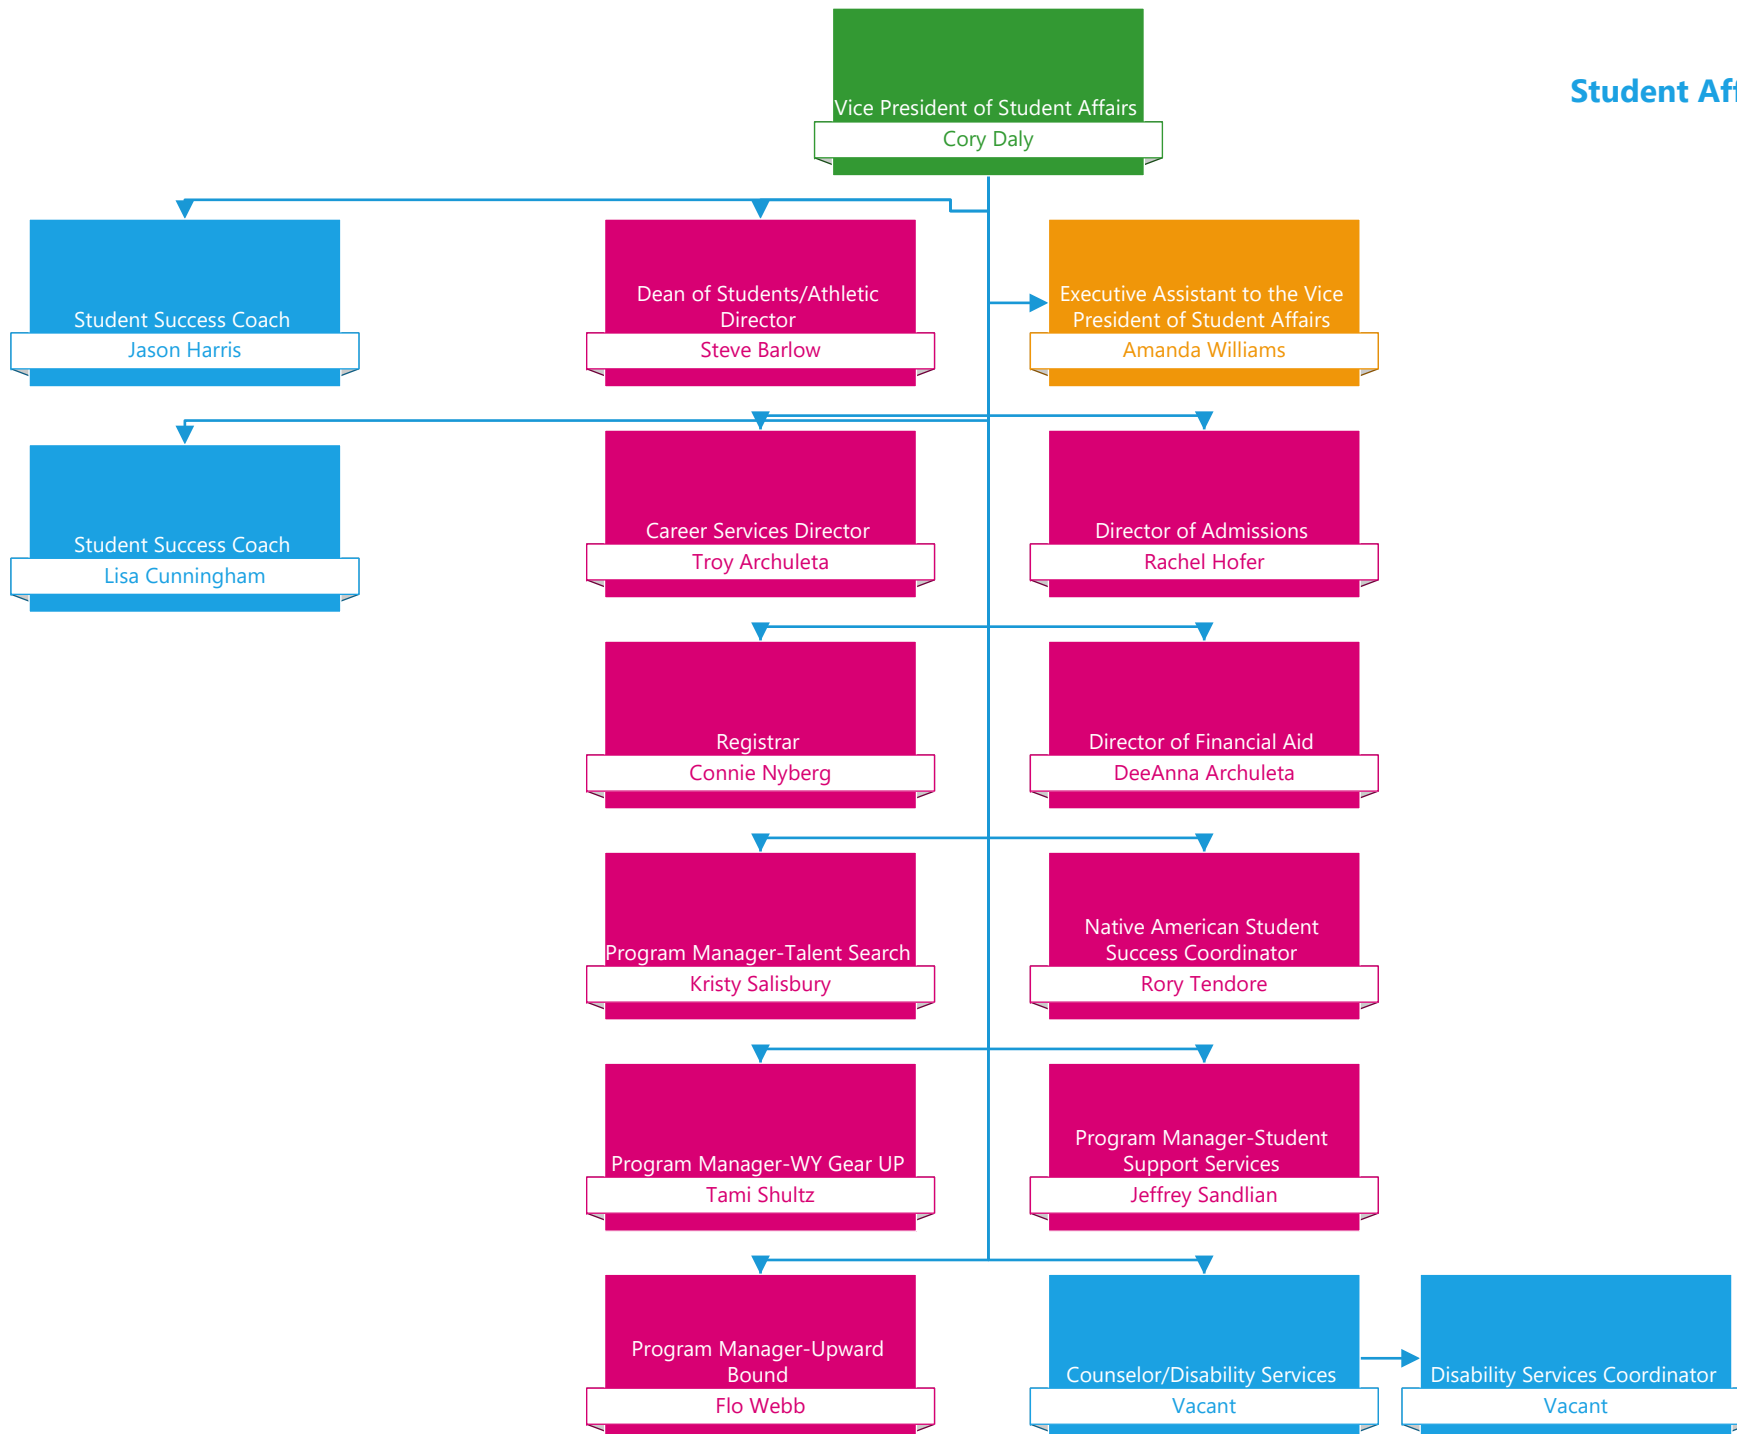 Vice President of Student Affairs
Cory Daly
Student Aff
Student Success Coach
Jason Harris
Dean of Students/Athletic
Director
Steve Barlow
Executive Assistant to the Vice
President of Student Affairs
Amanda Williams
Student Success Coach
Lisa Cunningham
Career Services Director
Troy Archuleta
Director of Admissions
Rachel Hofer
Registrar
Connie Nyberg
Director of Financial Aid
DeeAnna Archuleta
Program Manager-Talent Search
Kristy Salisbury
Native American Student
Success Coordinator
Rory Tendore
Program Manager-WY Gear UP
Tami Shultz
Program Manager-Student
Support Services
Jeffrey Sandlian
Program Manager-Upward
Bound
Flo Webb
Counselor/Disability Services
Vacant
Disability Services Coordinator
Vacant